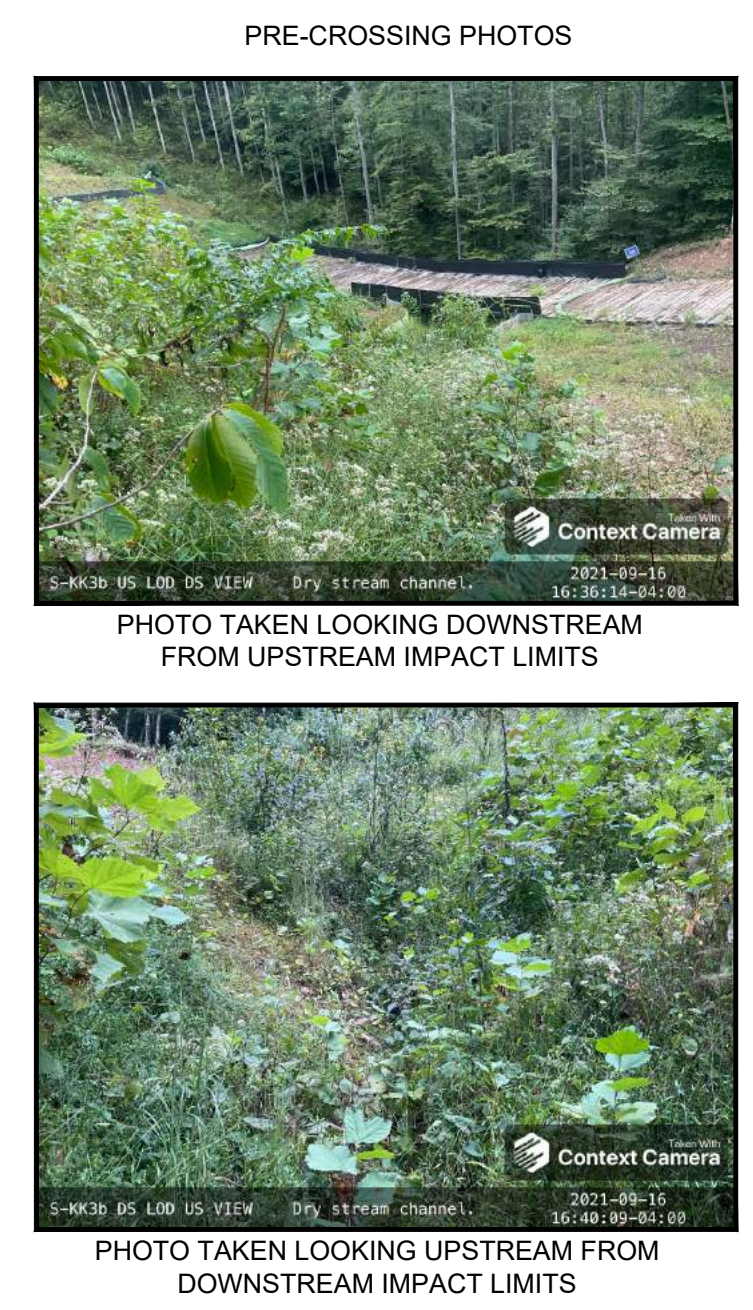 PRE-CROSSING PHOTOS
Taken With
Context Camera
S-KK3b US LOD DS VIEW Dry stream channel.
2021-09-16
16:36:14-04:00
PHOTO TAKEN LOOKING DOWNSTREAM
FROM UPSTREAM IMPACT LIMITS
Taken With
Context Camera
S-KK3b DS LOD US VIEW Dry stream channel.
2021-09-16
16:40:09-04:00
PHOTO TAKEN LOOKING UPSTREAM FROM
DOWNSTREAM IMPACT LIMITS